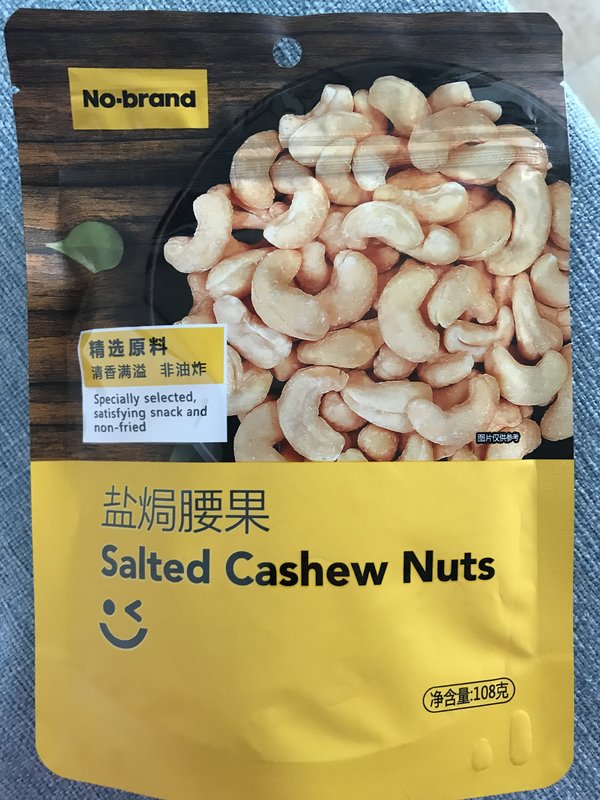 No·brand
精选原料
清香满溢 非油炸
Specially selected,
satisfying snack and
non-fried
图片仅供参考
盐焗腰果
Salted Cashew Nuts
净含量:108克